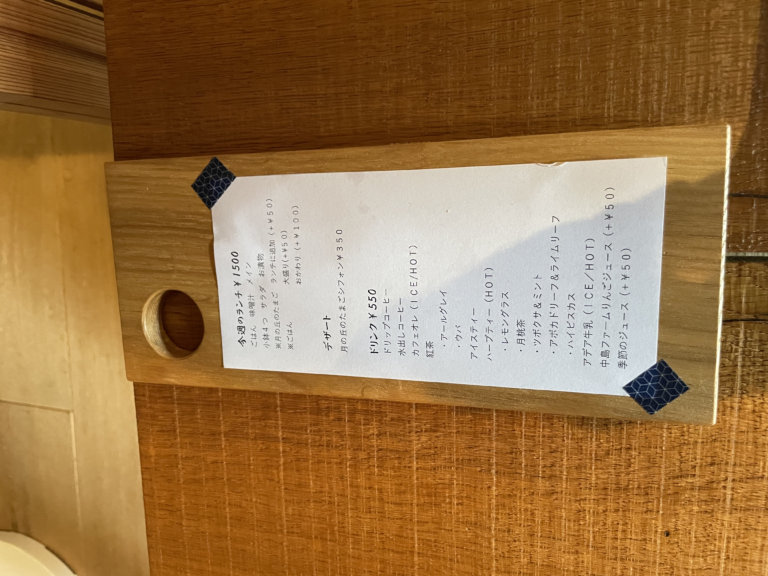 今週のランチ￥1500
ごはん　味噌汁　メイン
小鉢4つ　サラダ　お漬物
※月の丘のたまご　ランチに追加（+￥50）
※ごはん　大盛り(+￥50)
おかわり（+￥100）
デザート
月の丘のたまごシフォン￥350
ドリンク￥550
ドリップコーヒー
水出しコーヒー
カフェオレ（ICE/HOT）
紅茶
・アールグレイ
・ウバ
アイスティー
ハーブティー（HOT）
・レモングラス
・月桃茶
・ツボクサ＆ミント
・アボカドリーフ＆ライムリーフ
・ハイビスカス
アデア牛乳（ICE／HOT）
中島ファームりんごジュース（+￥50）
季節のジュース（+￥50）